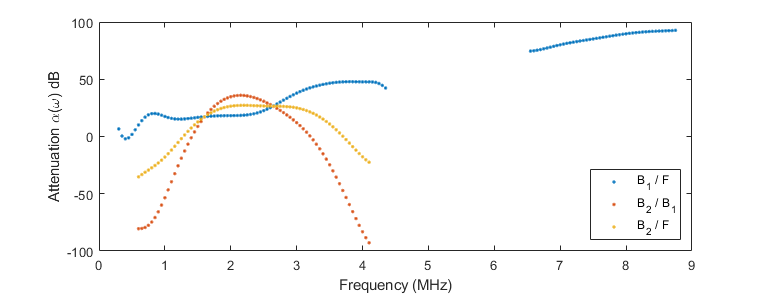 Attenuation α(ω) dB
100
50
0
-50
-100
0 1 2 3 4 5 6 7 8 9
Frequency (MHz)
B1 / F
B2 / B1
B2 / F